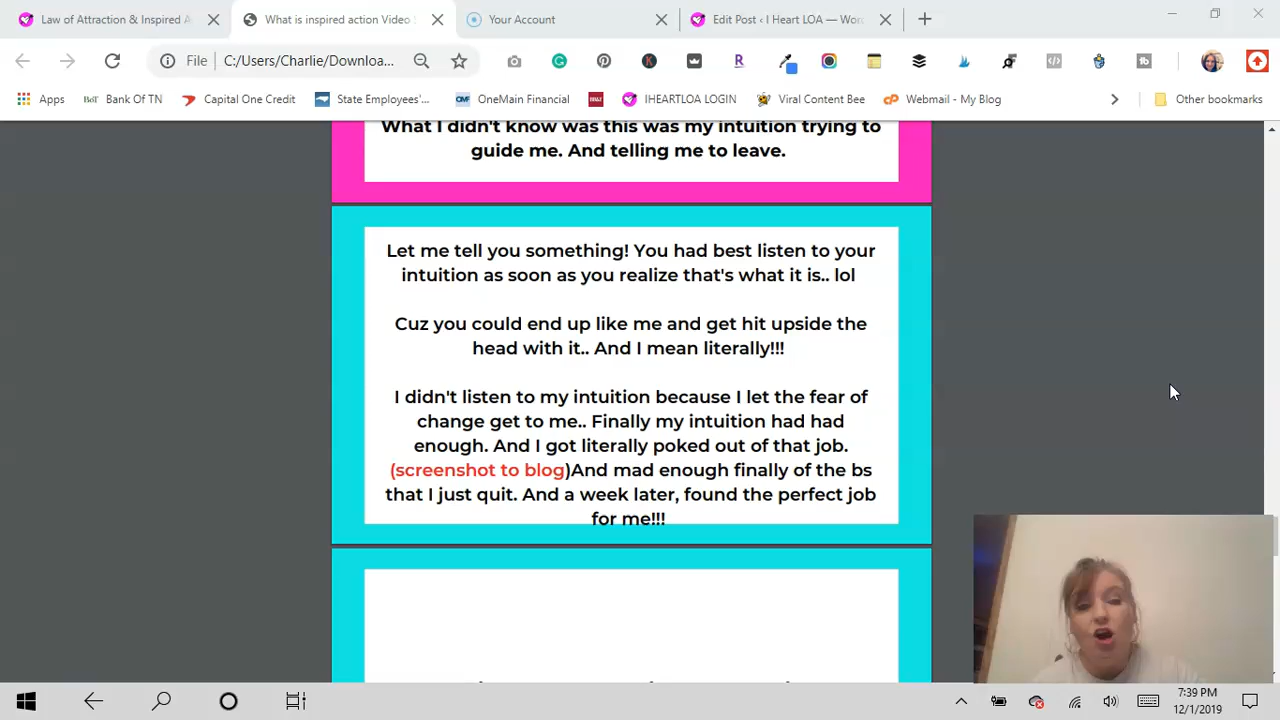 Law of Attraction & Inspired A
What is inspired action Video
Your Account
Edit Post ‹ I Heart LOA — Wor
File
C:/Users/Charlie/Downloa...
Apps
Bank Of TN
Capital One Credit
State Employees'...
OneMain Financial
IHEARTLOA LOGIN
Viral Content Bee
Webmail - My Blog
Other bookmarks
What I didn't know was this was my intuition trying to
guide me. And telling me to leave.
Let me tell you something! You had best listen to your
intuition as soon as you realize that's what it is.. lol
Cuz you could end up like me and get hit upside the
head with it.. And I mean literally!!!
I didn't listen to my intuition because I let the fear of
change get to me.. Finally my intuition had had
enough. And I got literally poked out of that job.
(screenshot to blog)And mad enough finally of the bs
that I just quit. And a week later, found the perfect job
for me!!!
7:39 PM
12/1/2019